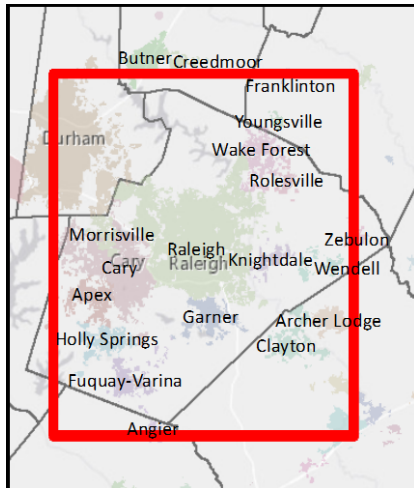 Butner
Creedmoor
Franklinton
Youngsville
Durham
Wake Forest
Rolesville
Morrisville
Zebulon
Raleigh
Raleigh
Knightdale
Wendell
Cary
Cary
Apex
Garner
Archer Lodge
Holly Springs
Clayton
Fuquay-Varina
Angier